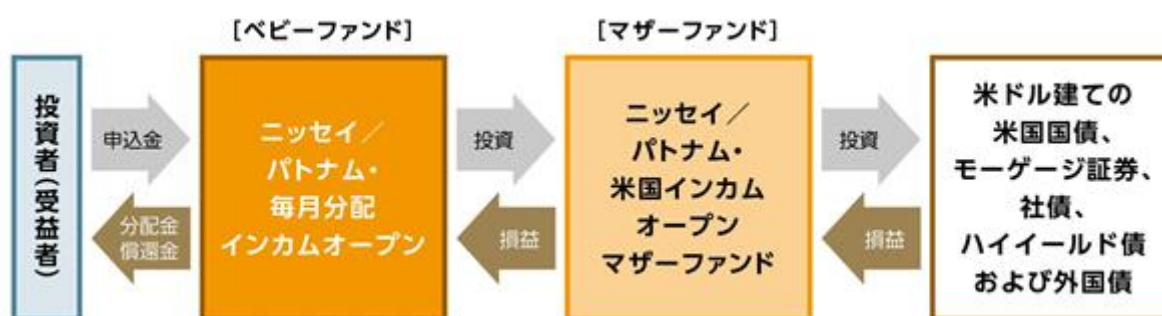 [ベビーファンド]
[マザーファンド]
投資者(受益者)
申込金
分配金
償還金
ニッセイ／
パトナム・
毎月分配
インカムオープン
投資
損益
ニッセイ／
パトナム・
米国インカム
オープン
マザーファンド
投資
損益
米ドル建ての
米国国債、
モーゲージ証券、
社債、
ハイイールド債
および外国債